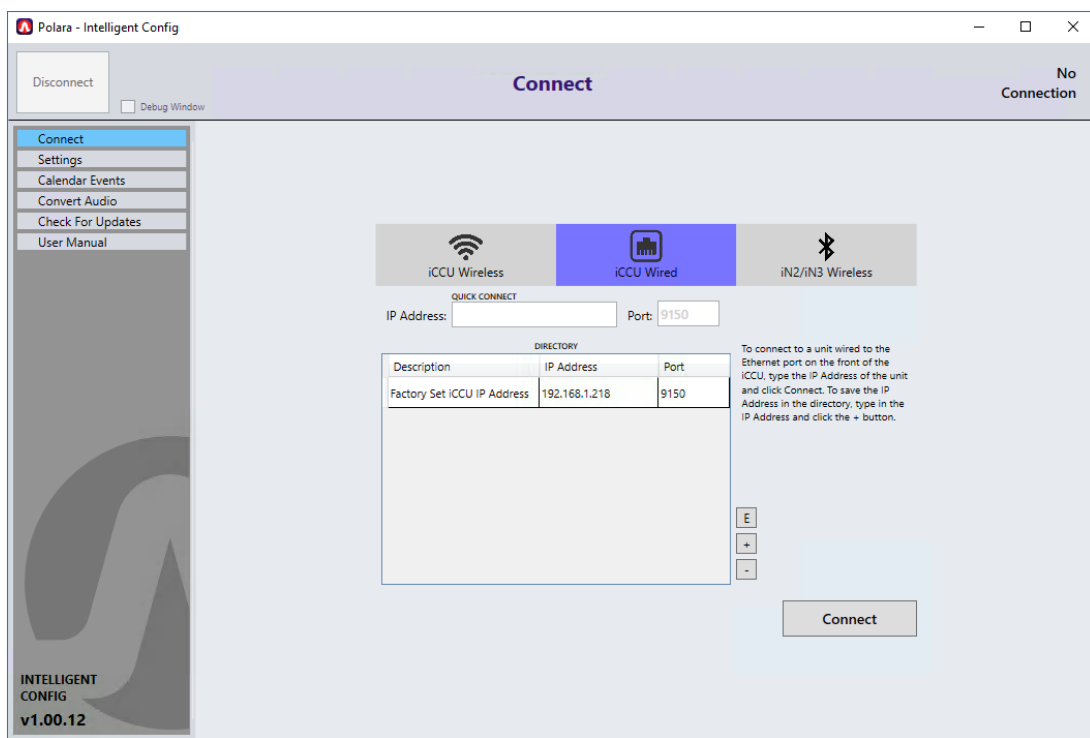 Polara - Intelligent Config
Disconnect
Debug Window
Connect
No
Connection
Connect
Settings
Calendar Events
Convert Audio
Check For Updates
User Manual
iCCU Wireless
iCCU Wired
iN2/iN3 Wireless
QUICK CONNECT
IP Address:
Port: 9150
DIRECTORY
Description IP Address Port
Factory Set iCCU IP Address 192.168.1.218 9150
To connect to a unit wired to the
Ethernet port on the front of the
iCCU, type the IP Address of the unit
and click Connect. To save the IP
Address in the directory, type in the
IP Address and click the + button.
E
+
-
Connect
INTELLIGENT
CONFIG
v1.00.12